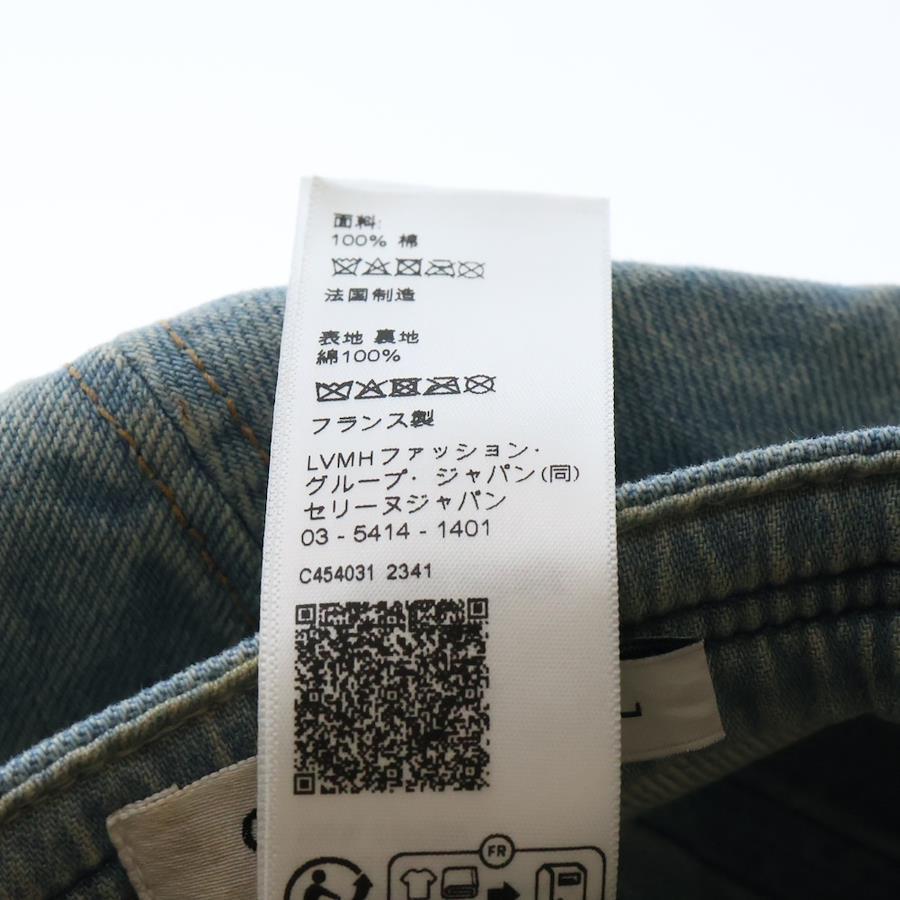 面料:
100% 棉
法国制造
表地 裏地
綿100%
フランス製
LVMHファッション・
グループ・ジャパン(同)
セリーヌジャパン
03 - 5414 - 1401
C454031 2341
FR
L